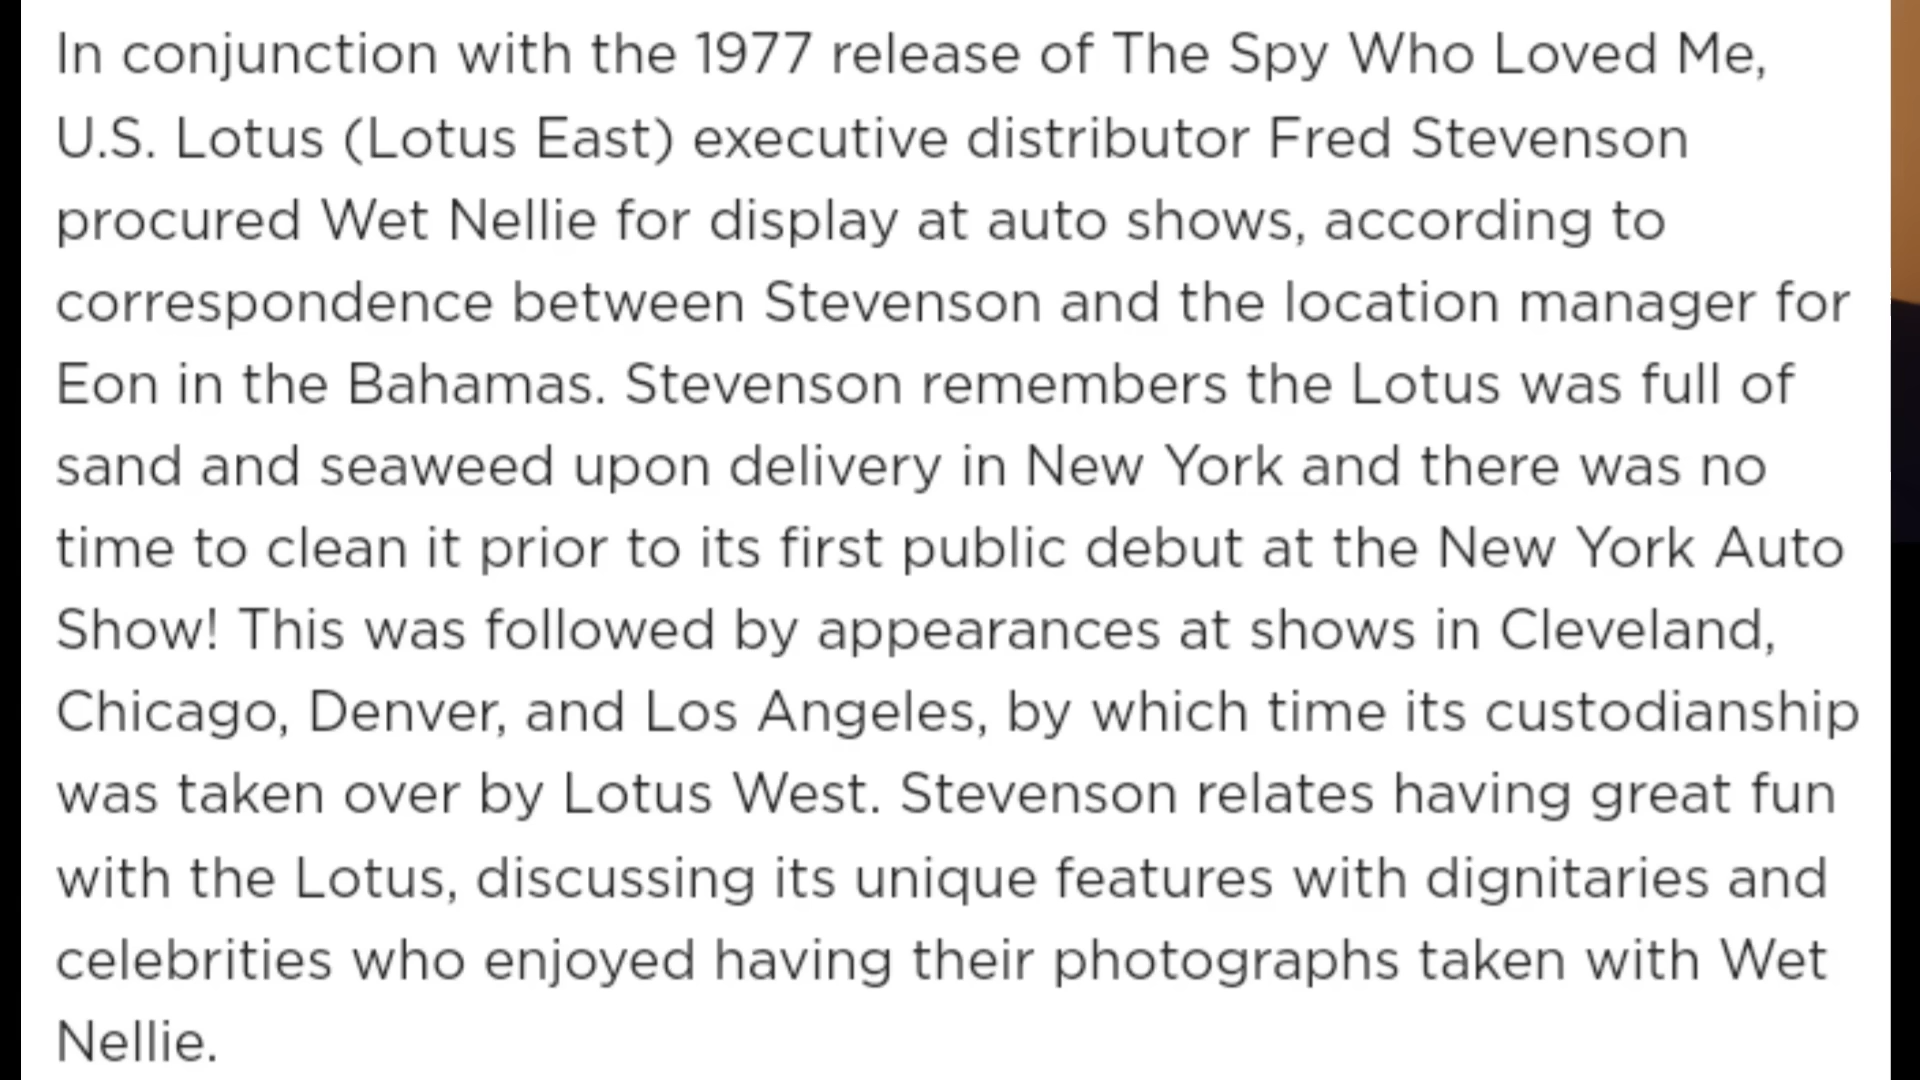 In conjunction with the 1977 release of The Spy Who Loved Me,
U.S. Lotus (Lotus East) executive distributor Fred Stevenson
procured Wet Nellie for display at auto shows, according to
correspondence between Stevenson and the location manager for
Eon in the Bahamas. Stevenson remembers the Lotus was full of
sand and seaweed upon delivery in New York and there was no
time to clean it prior to its first public debut at the New York Auto
Show! This was followed by appearances at shows in Cleveland,
Chicago, Denver, and Los Angeles, by which time its custodianship
was taken over by Lotus West. Stevenson relates having great fun
with the Lotus, discussing its unique features with dignitaries and
celebrities who enjoyed having their photographs taken with Wet
Nellie.